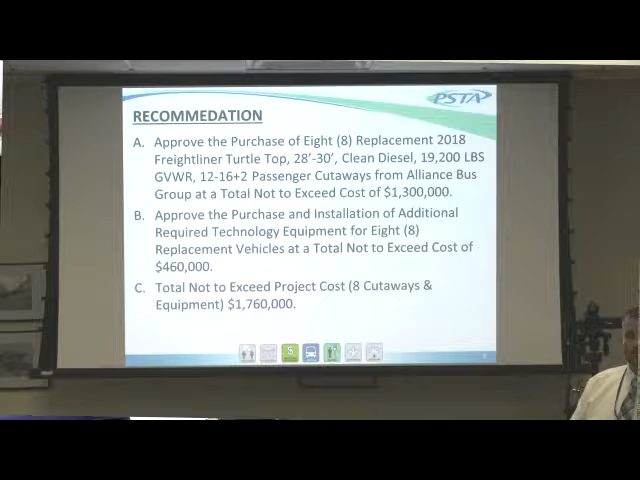 PSTA
RECOMMEDATION
A. Approve the Purchase of Eight (8) Replacement 2018
Freightliner Turtle Top, 28’-30’, Clean Diesel, 19,200 LBS
GVWR, 12-16+2 Passenger Cutaways from Alliance Bus
Group at a Total Not to Exceed Cost of $1,300,000.
B. Approve the Purchase and Installation of Additional
Required Technology Equipment for Eight (8)
Replacement Vehicles at a Total Not to Exceed Cost of
$460,000.
C. Total Not to Exceed Project Cost (8 Cutaways &
Equipment) $1,760,000.